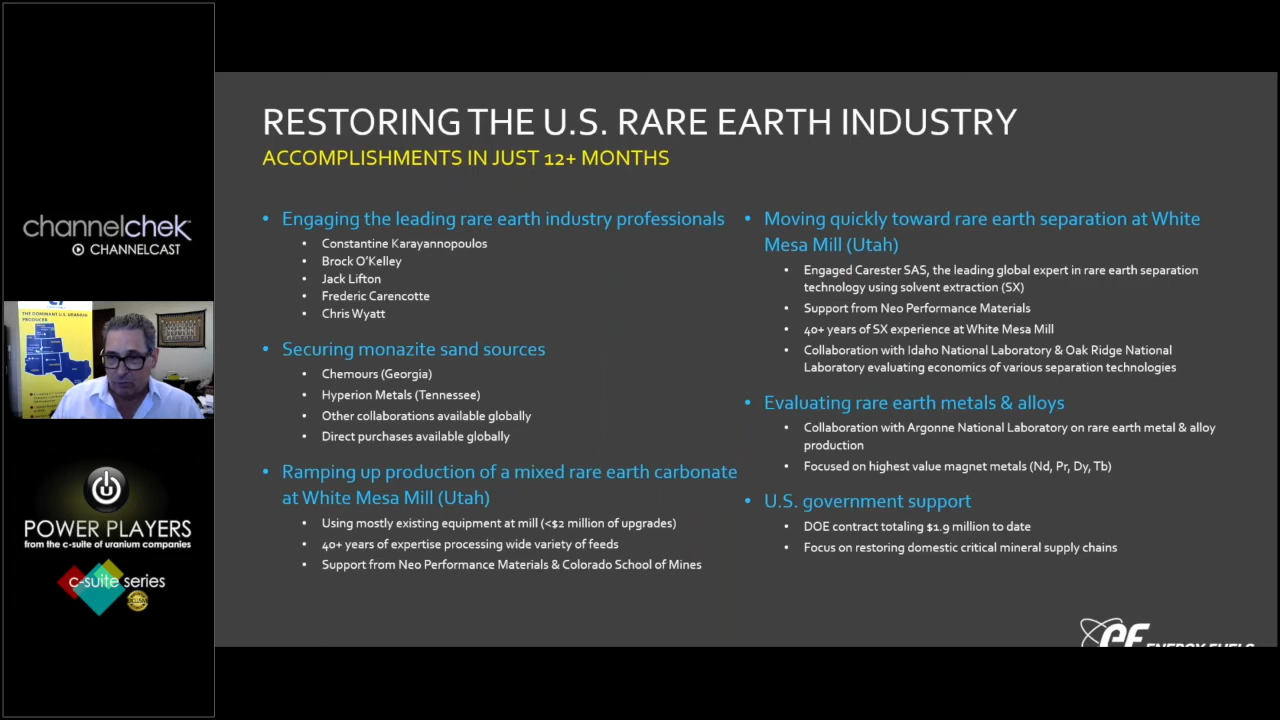 channelchek
CHANNELCAST
THE DOMINANT U.S. URANIUM
PRODUCER
POWER PLAYERS
from the c-suite of uranium companies
c-suite series
RESTORING THE U.S. RARE EARTH INDUSTRY
ACCOMPLISHMENTS IN JUST 12+ MONTHS
• Engaging the leading rare earth industry professionals
• Constantine Karayannopoulos
• Brock O'Kelley
• Jack Lifton
• Frederic Carencotte
• Chris Wyatt
• Securing monazite sand sources
• Chemours (Georgia)
• Hyperion Metals (Tennessee)
• Other collaborations available globally
• Direct purchases available globally
• Ramping up production of a mixed rare earth carbonate
at White Mesa Mill (Utah)
• Using mostly existing equipment at mill (<$2 million of upgrades)
• 40+ years of expertise processing wide variety of feeds
• Support from Neo Performance Materials & Colorado School of Mines
• Moving quickly toward rare earth separation at White
Mesa Mill (Utah)
• Engaged Carester SAS, the leading global expert in rare earth separation
technology using solvent extraction (SX)
• Support from Neo Performance Materials
• 40+ years of SX experience at White Mesa Mill
• Collaboration with Idaho National Laboratory & Oak Ridge National
Laboratory evaluating economics of various separation technologies
• Evaluating rare earth metals & alloys
• Collaboration with Argonne National Laboratory on rare earth metal & alloy
production
• Focused on highest value magnet metals (Nd, Pr, Dy, Tb)
• U.S. government support
• DOE contract totaling $1.9 million to date
• Focus on restoring domestic critical mineral supply chains
ef ENERGY FUELS